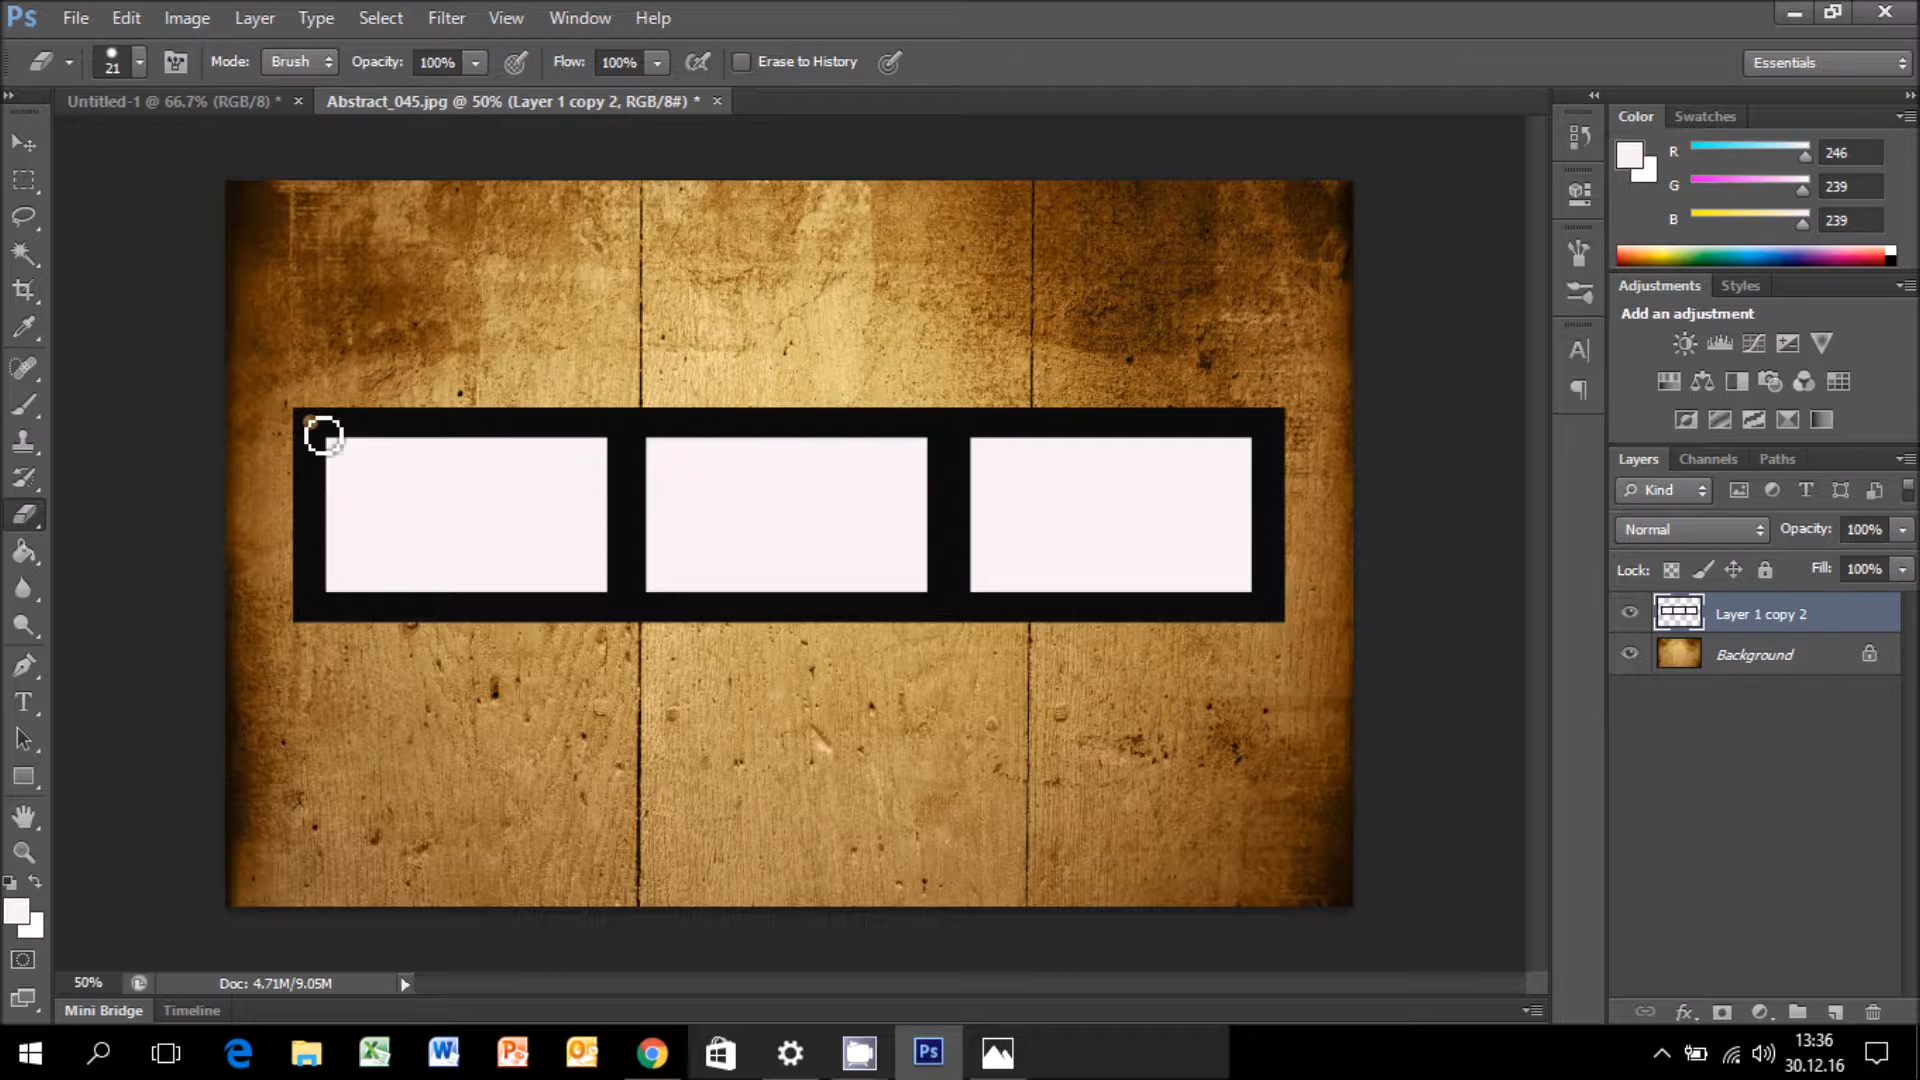 Ps File Edit Image Layer Type Select Filter View Window Help
21 Mode: Brush Opacity: 100% Flow: 100% Erase to History Essentials
Untitled-1 @ 66.7% (RGB/8) * Abstract_045.jpg @ 50% (Layer 1 copy 2, RGB/8#) *
Color Swatches
R 246
G 239
B 239
Adjustments Styles
Add an adjustment
Layers Channels Paths
Kind
Normal Opacity: 100%
Lock: Fill: 100%
Layer 1 copy 2
Background
50% Doc: 4.71M/9.05M
Mini Bridge Timeline
Ps
13:36
30.12.16